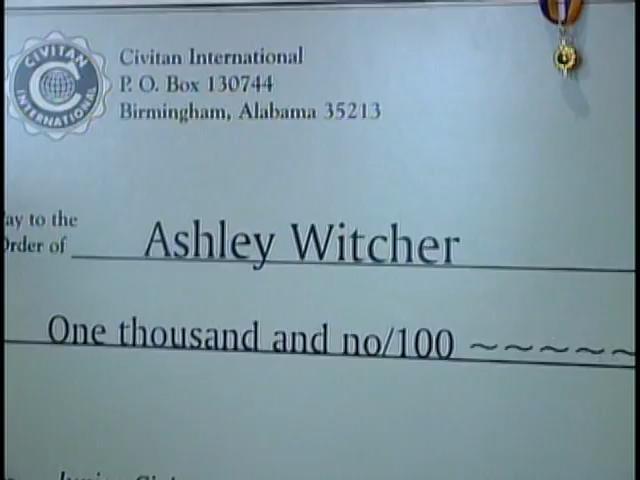 CIVITAN
INTERNATIONAL
C
Civitan International
P. O. Box 130744
Birmingham, Alabama 35213
ay to the
Order of
Ashley Witcher
One thousand and no/100 ~~~~~